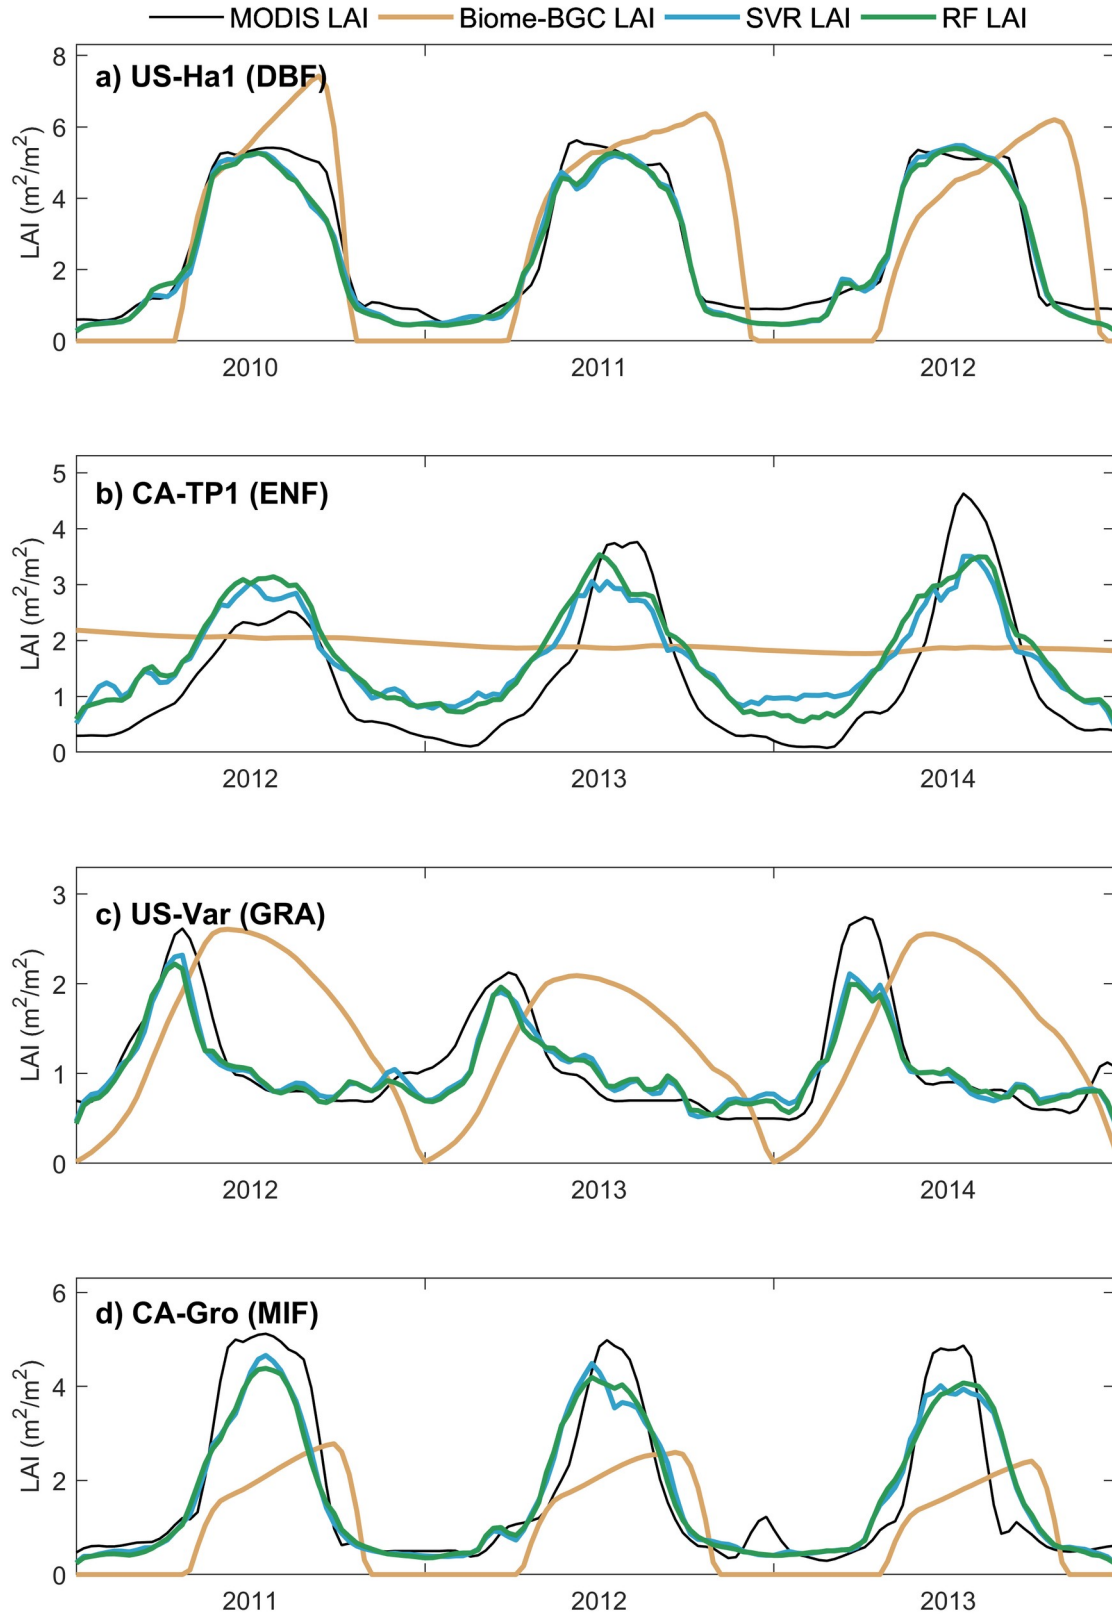 MODIS LAI Biome-BGC LAI SVR LAI RF LAI
a) US-Ha1 (DBF)
LAI (m²/m²)
8
6
4
2
0
2010 2011 2012
b) CA-TP1 (ENF)
LAI (m²/m²)
5
4
3
2
1
0
2012 2013 2014
c) US-Var (GRA)
LAI (m²/m²)
3
2
1
0
2012 2013 2014
d) CA-Gro (MIF)
LAI (m²/m²)
6
4
2
0
2011 2012 2013